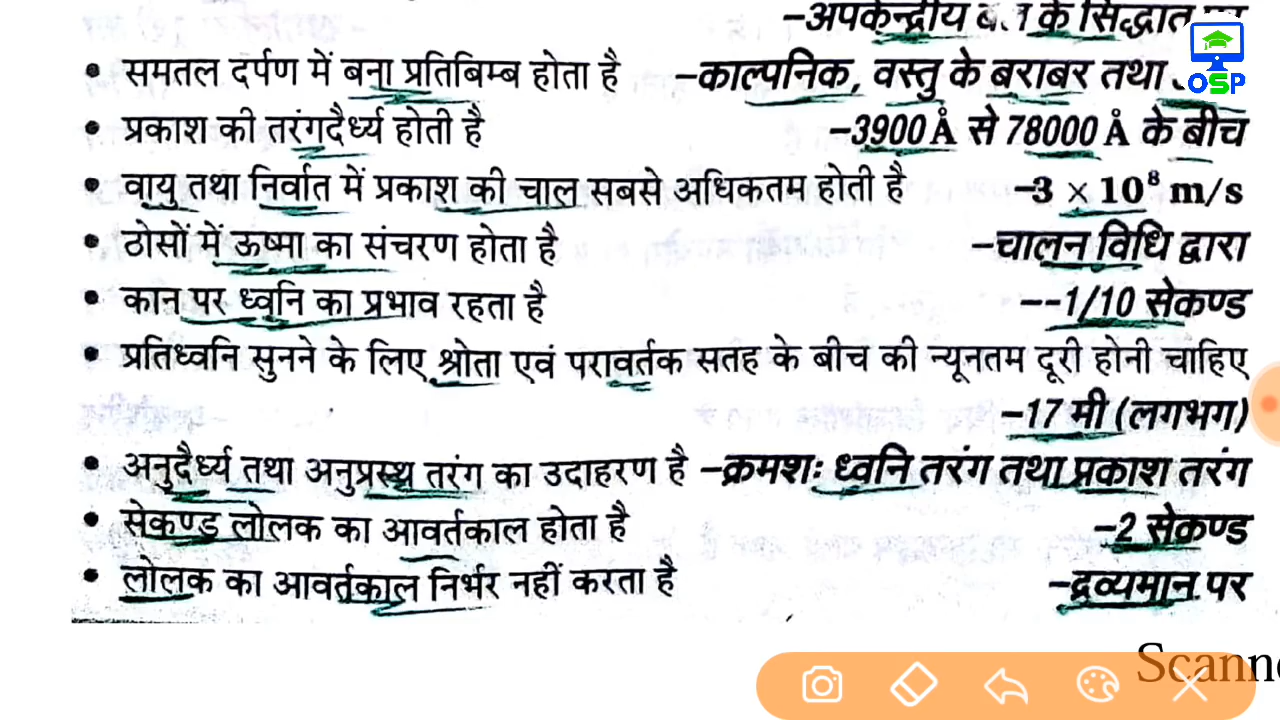 –अपकेन्द्रीय के सिद्धांत पर
OSP
• समतल दर्पण में बना प्रतिबिम्ब होता है –काल्पनिक, वस्तु के बराबर तथा
• प्रकाश की तरंगदैर्ध्य होती है –3900 Å से 78000 Å के बीच
• वायु तथा निर्वात में प्रकाश की चाल सबसे अधिकतम होती है –3 × 10⁸ m/s
• ठोसों में ऊष्मा का संचरण होता है –चालन विधि द्वारा
• कान पर ध्वनि का प्रभाव रहता है --1/10 सेकण्ड
• प्रतिध्वनि सुनने के लिए श्रोता एवं परावर्तक सतह के बीच की न्यूनतम दूरी होनी चाहिए
–17 मी (लगभग)
• अनुदैर्ध्य तथा अनुप्रस्थ तरंग का उदाहरण है –क्रमशः ध्वनि तरंग तथा प्रकाश तरंग
• सेकण्ड लोलक का आवर्तकाल होता है –2 सेकण्ड
• लोलक का आवर्तकाल निर्भर नहीं करता है –द्रव्यमान पर